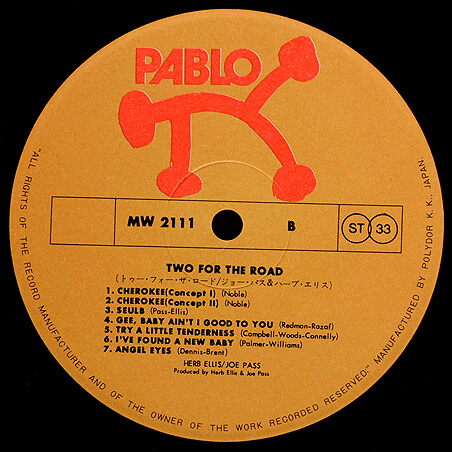 PABLO
MW 2111
B
ST 33
TWO FOR THE ROAD
(トゥー・フォー・ザ・ロード/ジョー・パス&ハーブ・エリス)
1. CHEROKEE(Concept I) (Noble)
2. CHEROKEE(Concept II) (Noble)
3. SEULB (Pass-Ellis)
4. GEE, BABY AIN'T I GOOD TO YOU (Redman-Razaf)
5. TRY A LITTLE TENDERNESS (Campbell-Woods-Connelly)
6. I'VE FOUND A NEW BABY (Palmer-Williams)
7. ANGEL EYES (Dennis-Brent)
HERB ELLIS/JOE PASS
Produced by Herb Ellis & Joe Pass
"ALL RIGHTS OF THE RECORD MANUFACTURER AND OF THE OWNER OF THE WORK RECORDED RESERVED." MANUFACTURED BY POLYDOR K.K., JAPAN.